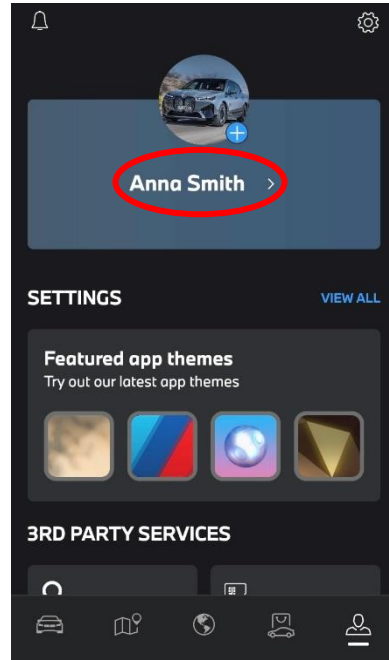 Anna Smith >
SETTINGS
VIEW ALL
Featured app themes
Try out our latest app themes
3RD PARTY SERVICES